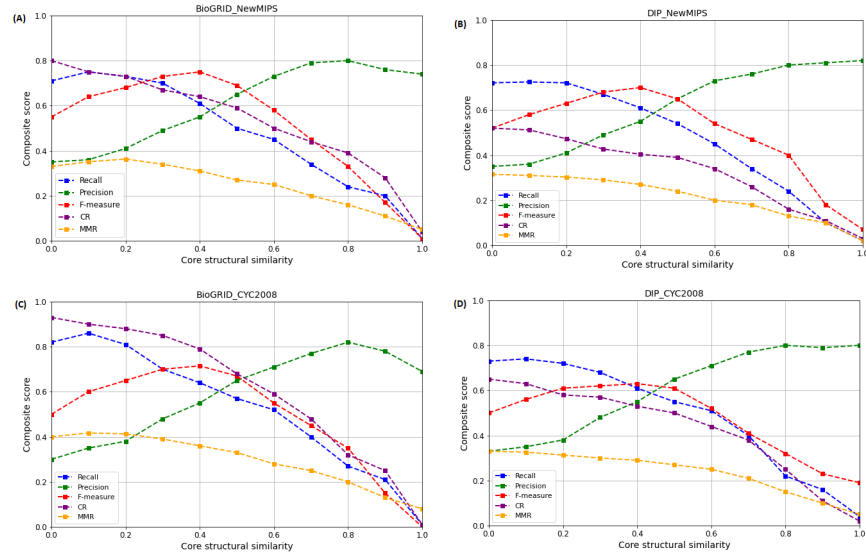 (A)
BioGRID_NewMIPS
Composite score
1.0
0.8
0.6
0.4
0.2
0.0
Recall
Precision
F-measure
CR
MMR
0.0 0.2 0.4 0.6 0.8 1.0
Core structural similarity
(B)
DIP_NewMIPS
Composite score
1.0
0.8
0.6
0.4
0.2
0.0
Recall
Precision
F-measure
CR
MMR
0.0 0.2 0.4 0.6 0.8 1.0
Core structural similarity
(C)
BioGRID_CYC2008
Composite score
1.0
0.8
0.6
0.4
0.2
0.0
Recall
Precision
F-measure
CR
MMR
0.0 0.2 0.4 0.6 0.8 1.0
Core structural similarity
(D)
DIP_CYC2008
Composite score
1.0
0.8
0.6
0.4
0.2
0.0
Recall
Precision
F-measure
CR
MMR
0.0 0.2 0.4 0.6 0.8 1.0
Core structural similarity